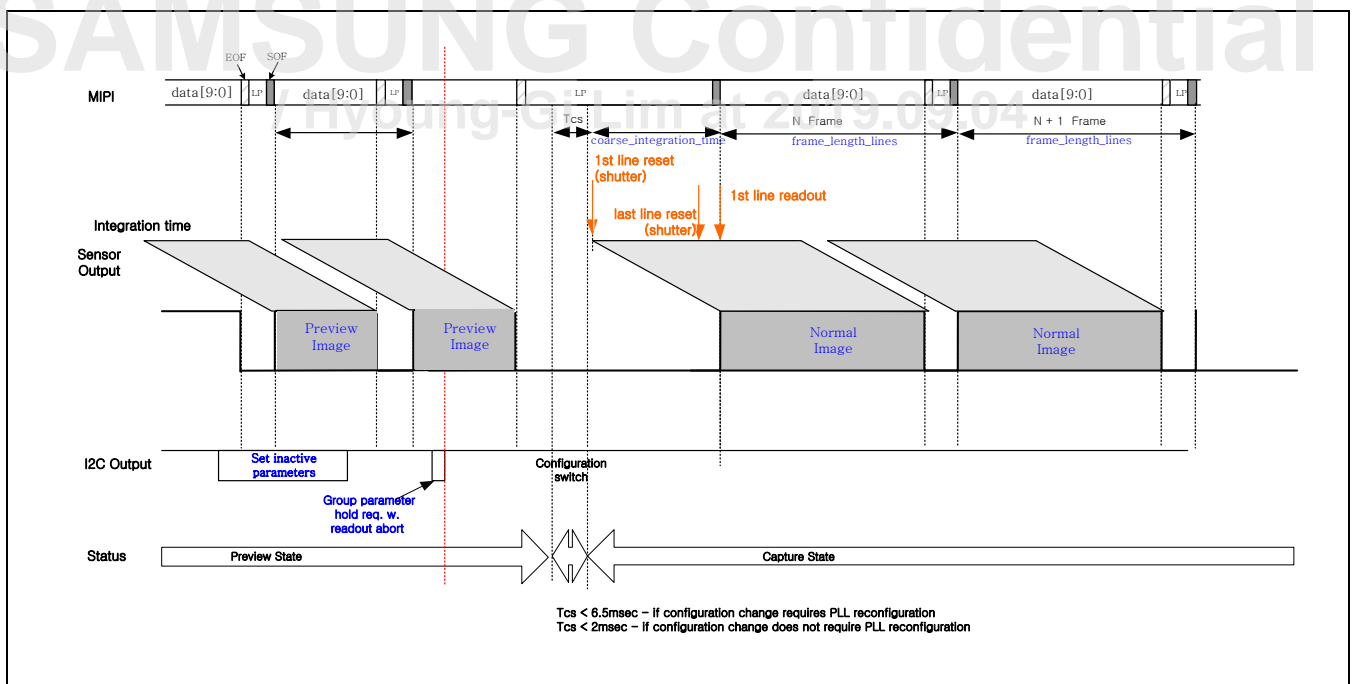 SAMSUNG Confidential
/ Hyoung-Gi Lim at 2019.09.04
EOF
SOF
MIPI
data[9:0]
LP
data[9:0]
LP
LP
data[9:0]
LP
data[9:0]
LP
Tcs
N Frame
N + 1 Frame
coarse_integration_time
frame_length_lines
frame_length_lines
1st line reset
(shutter)
last line reset
(shutter)
1st line readout
Integration time
Sensor
Output
Preview
Image
Preview
Image
Normal
Image
Normal
Image
I2C Output
Set inactive
parameters
Configuration
switch
Group parameter
hold req. w.
readout abort
Status
Preview State
Capture State
Tcs < 6.5msec – if configuration change requires PLL reconfiguration
Tcs < 2msec – if configuration change does not require PLL reconfiguration